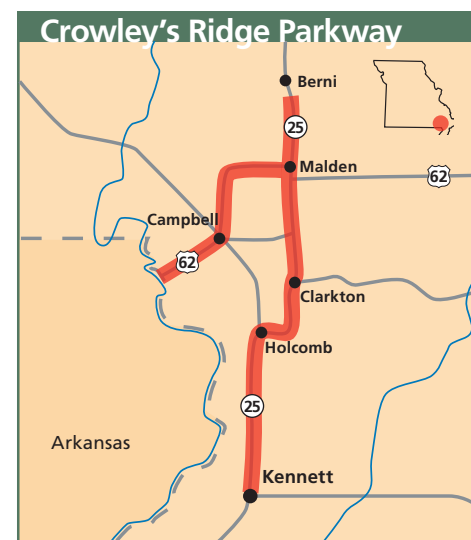 Crowley's Ridge Parkway
Berni
25
Malden
62
Campbell
62
Clarkton
Holcomb
25
Arkansas
Kennett